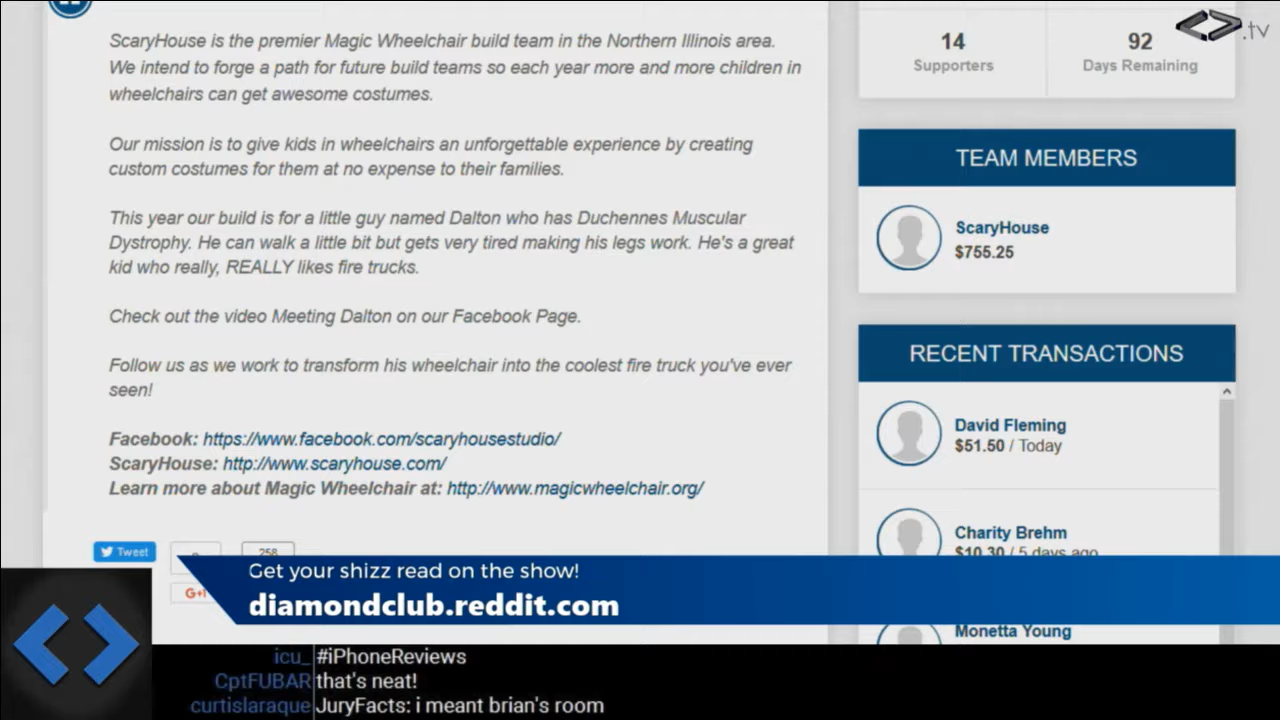 ScaryHouse is the premier Magic Wheelchair build team in the Northern Illinois area.
We intend to forge a path for future build teams so each year more and more children in
wheelchairs can get awesome costumes.
Our mission is to give kids in wheelchairs an unforgettable experience by creating
custom costumes for them at no expense to their families.
This year our build is for a little guy named Dalton who has Duchennes Muscular
Dystrophy. He can walk a little bit but gets very tired making his legs work. He's a great
kid who really, REALLY likes fire trucks.
Check out the video Meeting Dalton on our Facebook Page.
Follow us as we work to transform his wheelchair into the coolest fire truck you've ever
seen!
Facebook: https://www.facebook.com/scaryhousestudio/
ScaryHouse: http://www.scaryhouse.com/
Learn more about Magic Wheelchair at: http://www.magicwheelchair.org/
Tweet
258
G+1
.tv
14
Supporters
92
Days Remaining
TEAM MEMBERS
ScaryHouse
$755.25
RECENT TRANSACTIONS
David Fleming
$51.50 / Today
Charity Brehm
$10.30 / 5 days ago
Monetta Young
Get your shizz read on the show!
diamondclub.reddit.com
icu_ #iPhoneReviews
CptFUBAR that's neat!
curtislaraque JuryFacts: i meant brian's room